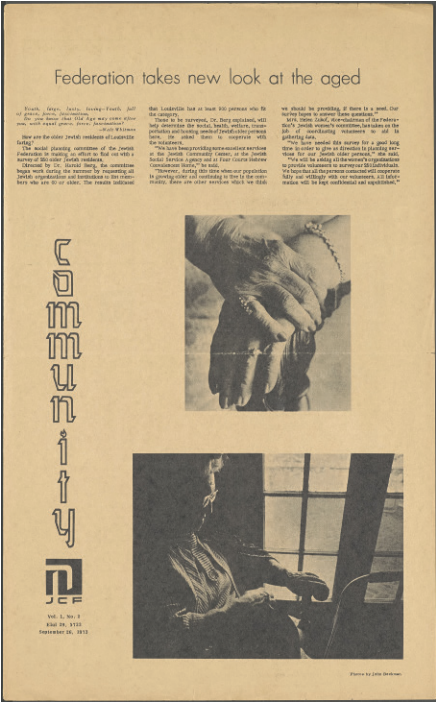 Federation takes new look at the aged
Youth, large, lusty, loving—Youth, full
of grace, force, fascination,
Do you know that Old Age may come after
you, with equal grace, force, fascination?
—Walt Whitman
How are the older Jewish residents of Louisville
faring?
The social planning committee of the Jewish
Federation is making an effort to find out with a
survey of 250 older Jewish residents.
Directed by Dr. Harold Berg, the committee
began work during the summer by requesting all
Jewish organizations and institutions to list mem-
bers who are 60 or older. The results indicated
that Louisville has at least 800 persons who fit
the category.
Those to be surveyed, Dr. Berg explained, will
help determine the social, health, welfare, trans-
portation and housing needs of Jewish older persons
here. He asked them to cooperate with
the volunteers.
"We have been providing some excellent services
at the Jewish Community Center, at the Jewish
Social Service Agency and at Four Courts Hebrew
Convalescent Home," he said.
"However, during this time when our population
is growing older and continuing to live in the com-
munity, there are other services which we think
we should be providing, if there is a need. Our
survey hopes to answer these questions."
Mrs. Helen vice-chairman of the Federa-
tion's Jewish women's committee, has taken on the
job of coordinating volunteers to aid in
gathering data.
"We have needed this survey for a good long
time in order to give us direction in planning ser-
vices for our Jewish older persons," she said.
"We will be asking all the women's organizations
to provide volunteers to survey our 250 individuals.
We hope that all the persons contacted will cooperate
fully and willingly with our volunteers. All infor-
mation will be kept confidential and unpublished."
community
JCF
Vol. 1, No. 1
Elul 29, 5733
September 26, 1973
Photos by John